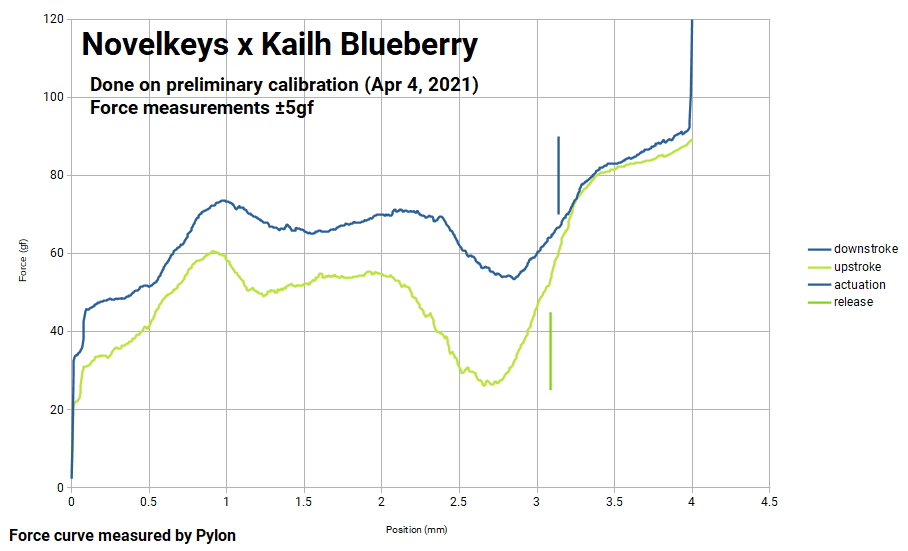 Novelkeys x Kailh Blueberry
Done on preliminary calibration (Apr 4, 2021)
Force measurements ±5gf
120
100
80
60
40
20
0
Force (gf)
0 0.5 1 1.5 2 2.5 3 3.5 4 4.5
Position (mm)
downstroke
upstroke
actuation
release
Force curve measured by Pylon